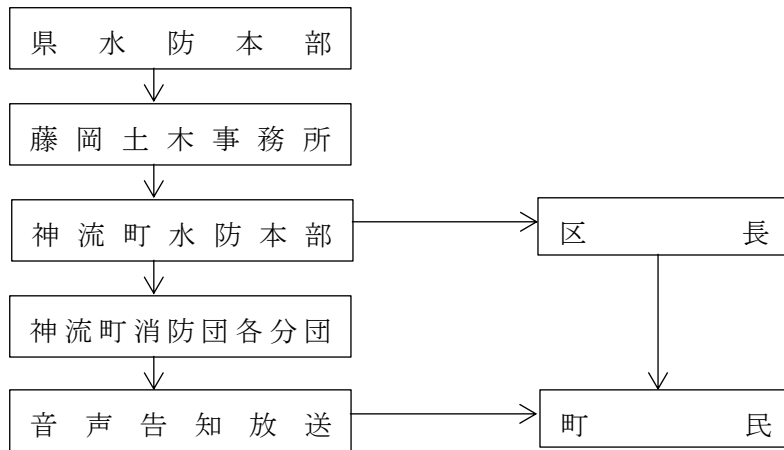 県水防本部
藤岡土木事務所
神流町水防本部
区長
神流町消防団各分団
音声告知放送
町民